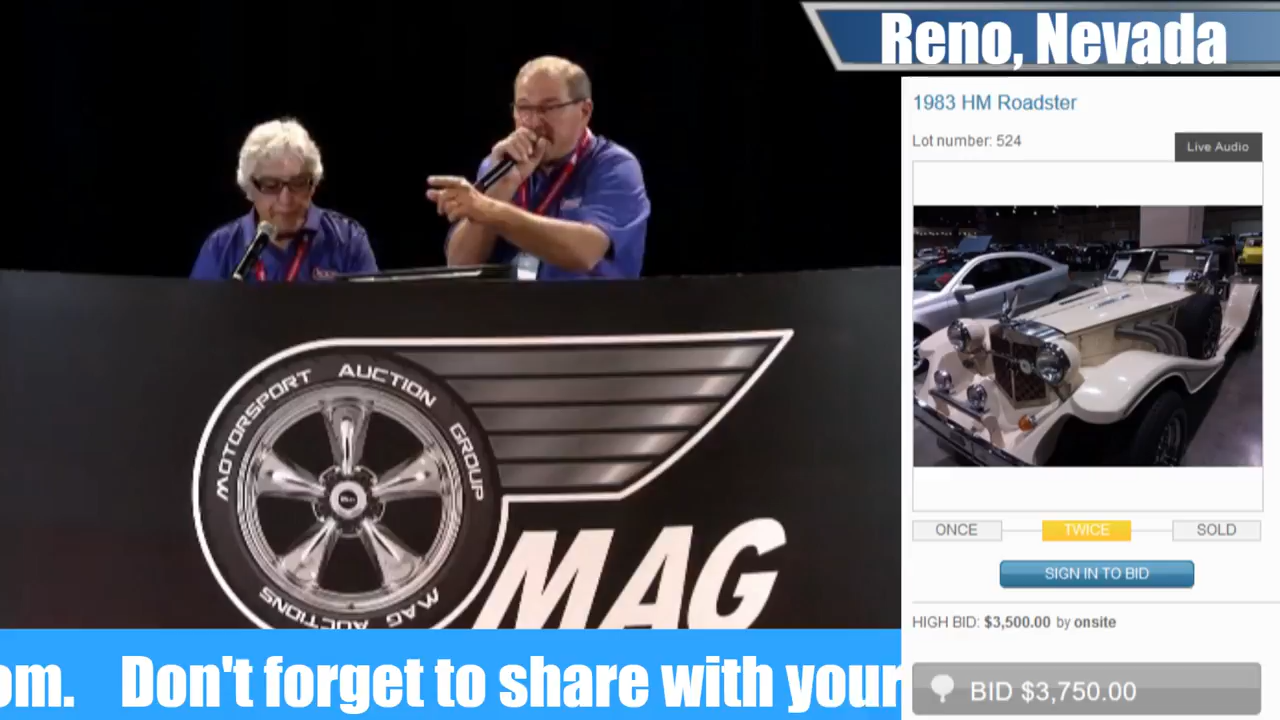 Reno, Nevada
1983 HM Roadster
Lot number: 524
Live Audio
MOTORSPORT AUCTION GROUP
MAG AUCTIONS
MAG
ONCE
TWICE
SOLD
SIGN IN TO BID
HIGH BID: $3,500.00 by onsite
BID $3,750.00
om. Don't forget to share with your